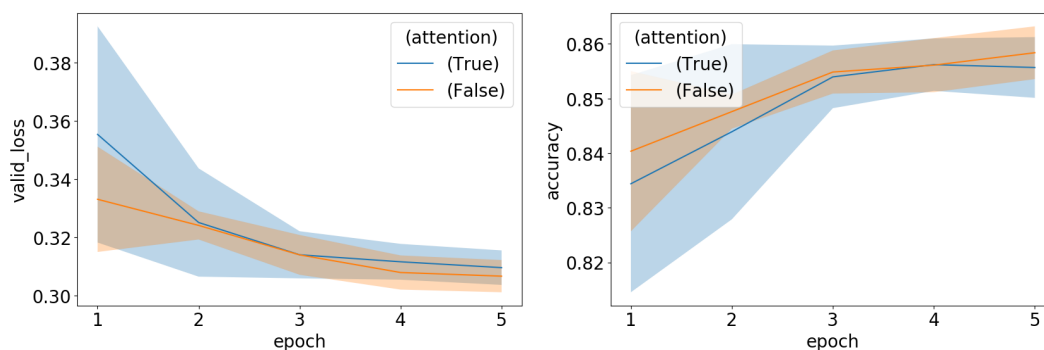 valid_loss
0.38
0.36
0.34
0.32
0.30
1 2 3 4 5
epoch
(attention)
(True)
(False)
accuracy
0.86
0.85
0.84
0.83
0.82
1 2 3 4 5
epoch
(attention)
(True)
(False)